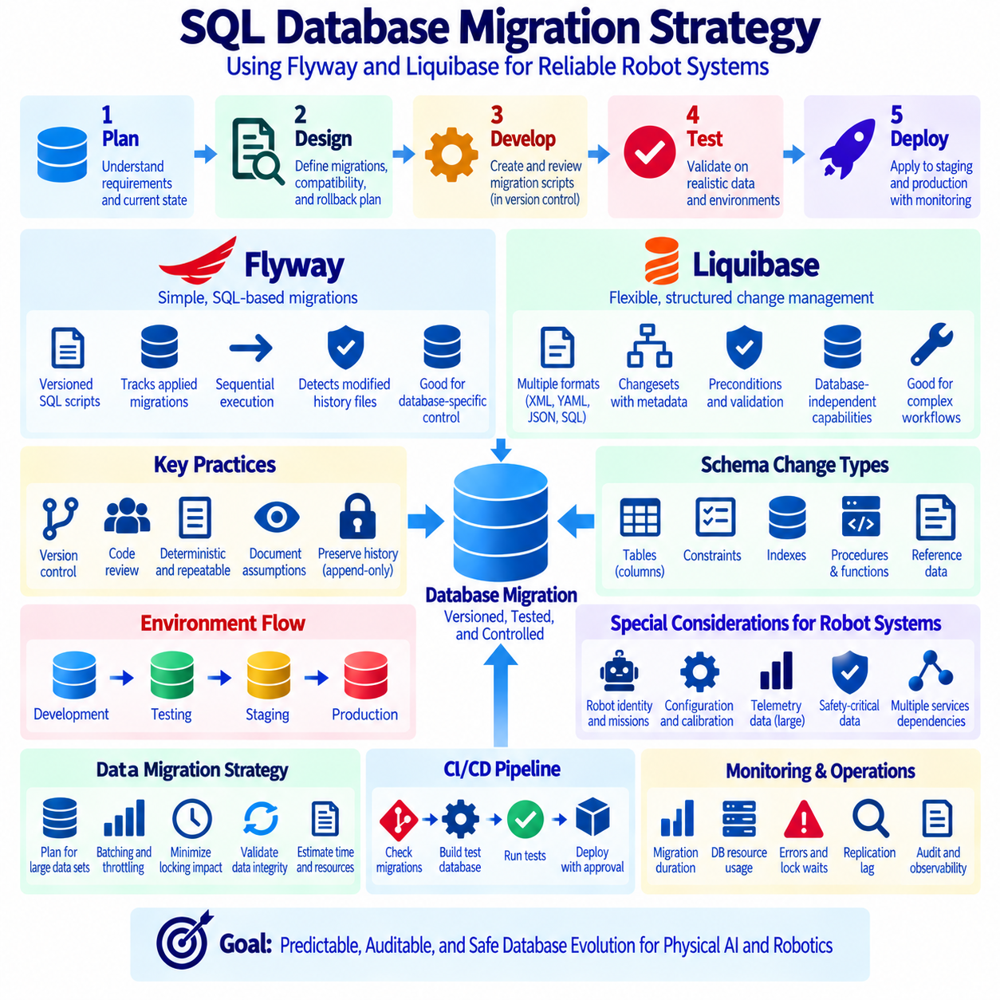 SQL Database Migration Strategy
Using Flyway and Liquibase for Reliable Robot Systems
1
Plan
Understand
requirements
and current state
2
Design
Define migrations,
compatibility,
and rollback plan
3
Develop
Create and review
migration scripts
(in version control)
4
Test
Validate on
realistic data
and environments
5
Deploy
Apply to staging
and production
with monitoring
Flyway
Simple, SQL-based migrations
Versioned
SQL scripts
Tracks applied
migrations
Sequential
execution
Detects modified
history files
Good for
database-specific
control
Liquibase
Flexible, structured change management
Multiple formats
(XML, YAML,
JSON, SQL)
Changesets
with metadata
Preconditions
and validation
Database-
independent
capabilities
Good for
complex
workflows
Key Practices
Version
control
Code
review
Deterministic
and repeatable
Document
assumptions
Preserve history
(append-only)
Database Migration
Versioned, Tested,
and Controlled
Schema Change Types
Tables
(columns)
Constraints
Indexes
Procedures
& functions
Reference
data
Environment Flow
Development
Testing
Staging
Production
Special Considerations for Robot Systems
Robot identity
and missions
Configuration
and calibration
Telemetry
data (large)
Safety-critical
data
Multiple services
dependencies
Data Migration Strategy
Plan for
large data sets
Batching and
throttling
Minimize
locking impact
Validate
data integrity
Estimate time
and resources
CI/CD Pipeline
Check
migrations
Build test
database
Run tests
Deploy
with approval
Monitoring & Operations
Migration
duration
DB resource
usage
Errors and
lock waits
Replication
lag
Audit and
observability
Goal: Predictable, Auditable, and Safe Database Evolution for Physical AI and Robotics